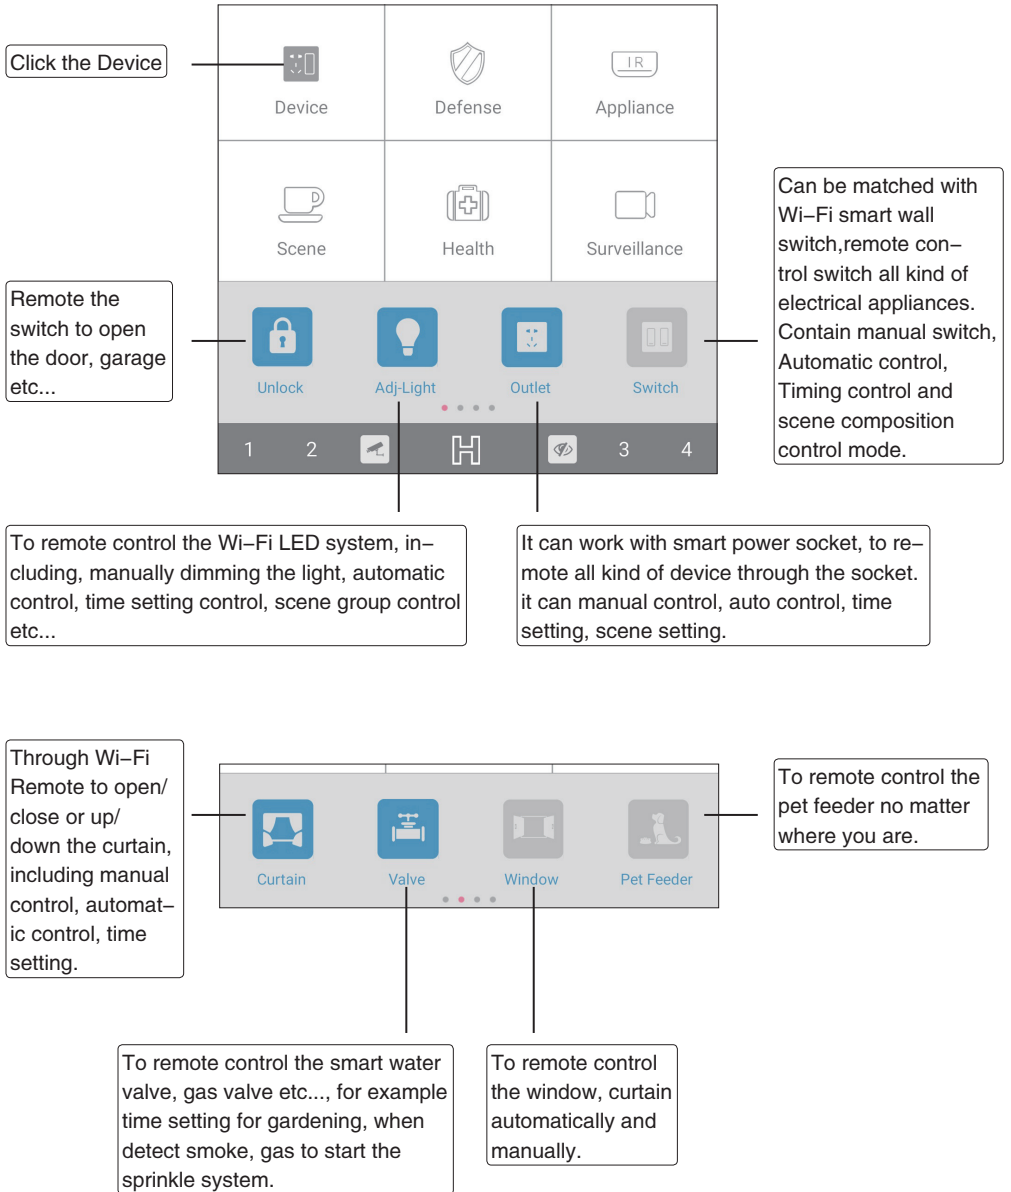 Click the Device
Device
Defense
IR
Appliance
Scene
Health
Surveillance
Can be matched with
Wi–Fi smart wall
switch,remote con–
trol switch all kind of
electrical appliances.
Contain manual switch,
Automatic control,
Timing control and
scene composition
control mode.
Remote the
switch to open
the door, garage
etc...
Unlock
Adj-Light
Outlet
Switch
1 2 3 4
To remote control the Wi–Fi LED system, in–
cluding, manually dimming the light, automatic
control, time setting control, scene group control
etc...
It can work with smart power socket, to re–
mote all kind of device through the socket.
it can manual control, auto control, time
setting, scene setting.
Through Wi–Fi
Remote to open/
close or up/
down the curtain,
including manual
control, automat–
ic control, time
setting.
Curtain
Valve
Window
Pet Feeder
To remote control the
pet feeder no matter
where you are.
To remote control the smart water
valve, gas valve etc..., for example
time setting for gardening, when
detect smoke, gas to start the
sprinkle system.
To remote control
the window, curtain
automatically and
manually.